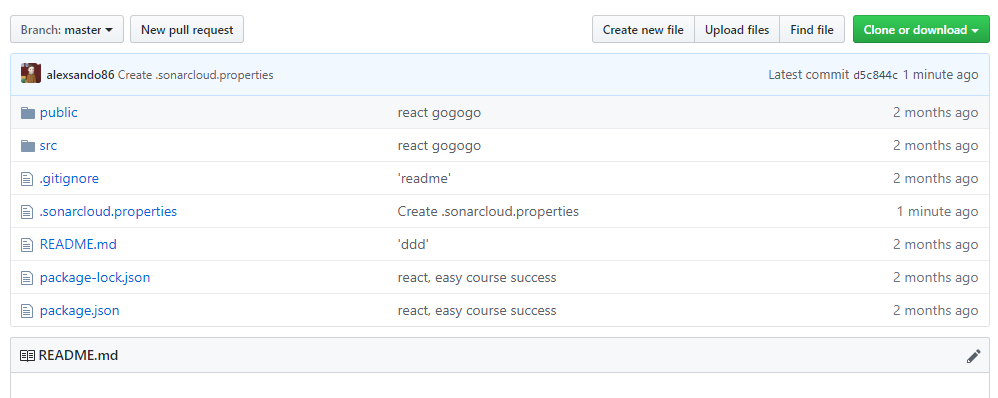 Branch: master New pull request Create new file Upload files Find file Clone or download
alexsando86 Create .sonarcloud.properties Latest commit d5c844c 1 minute ago
public react gogogo 2 months ago
src react gogogo 2 months ago
.gitignore 'readme' 2 months ago
.sonarcloud.properties Create .sonarcloud.properties 1 minute ago
README.md 'ddd' 2 months ago
package-lock.json react, easy course success 2 months ago
package.json react, easy course success 2 months ago
README.md